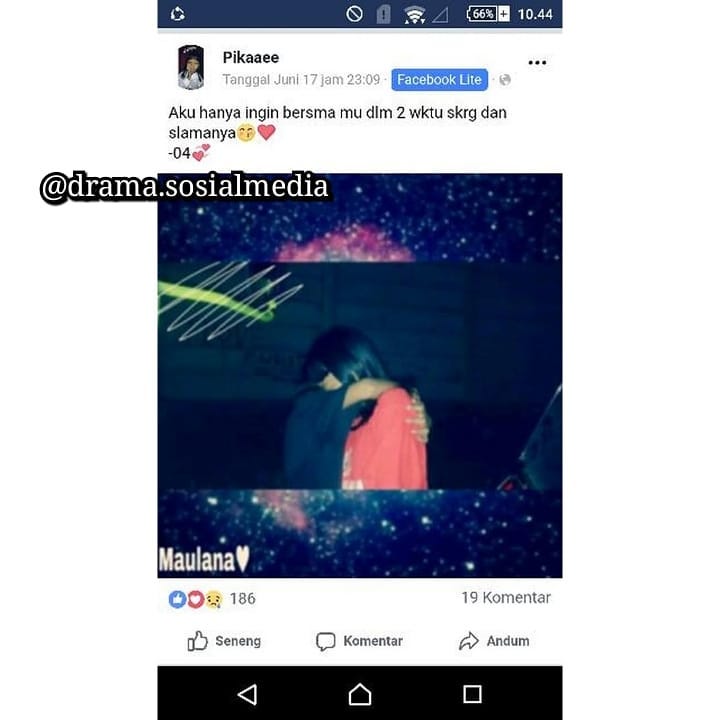 66% 10.44
Pikaaee
Tanggal Juni 17 jam 23:09 · Facebook Lite ·
Aku hanya ingin bersma mu dlm 2 wktu skrg dan
slamanya😙❤
-04💞
@drama.sosialmedia
Maulana♥
186 19 Komentar
Seneng Komentar Andum